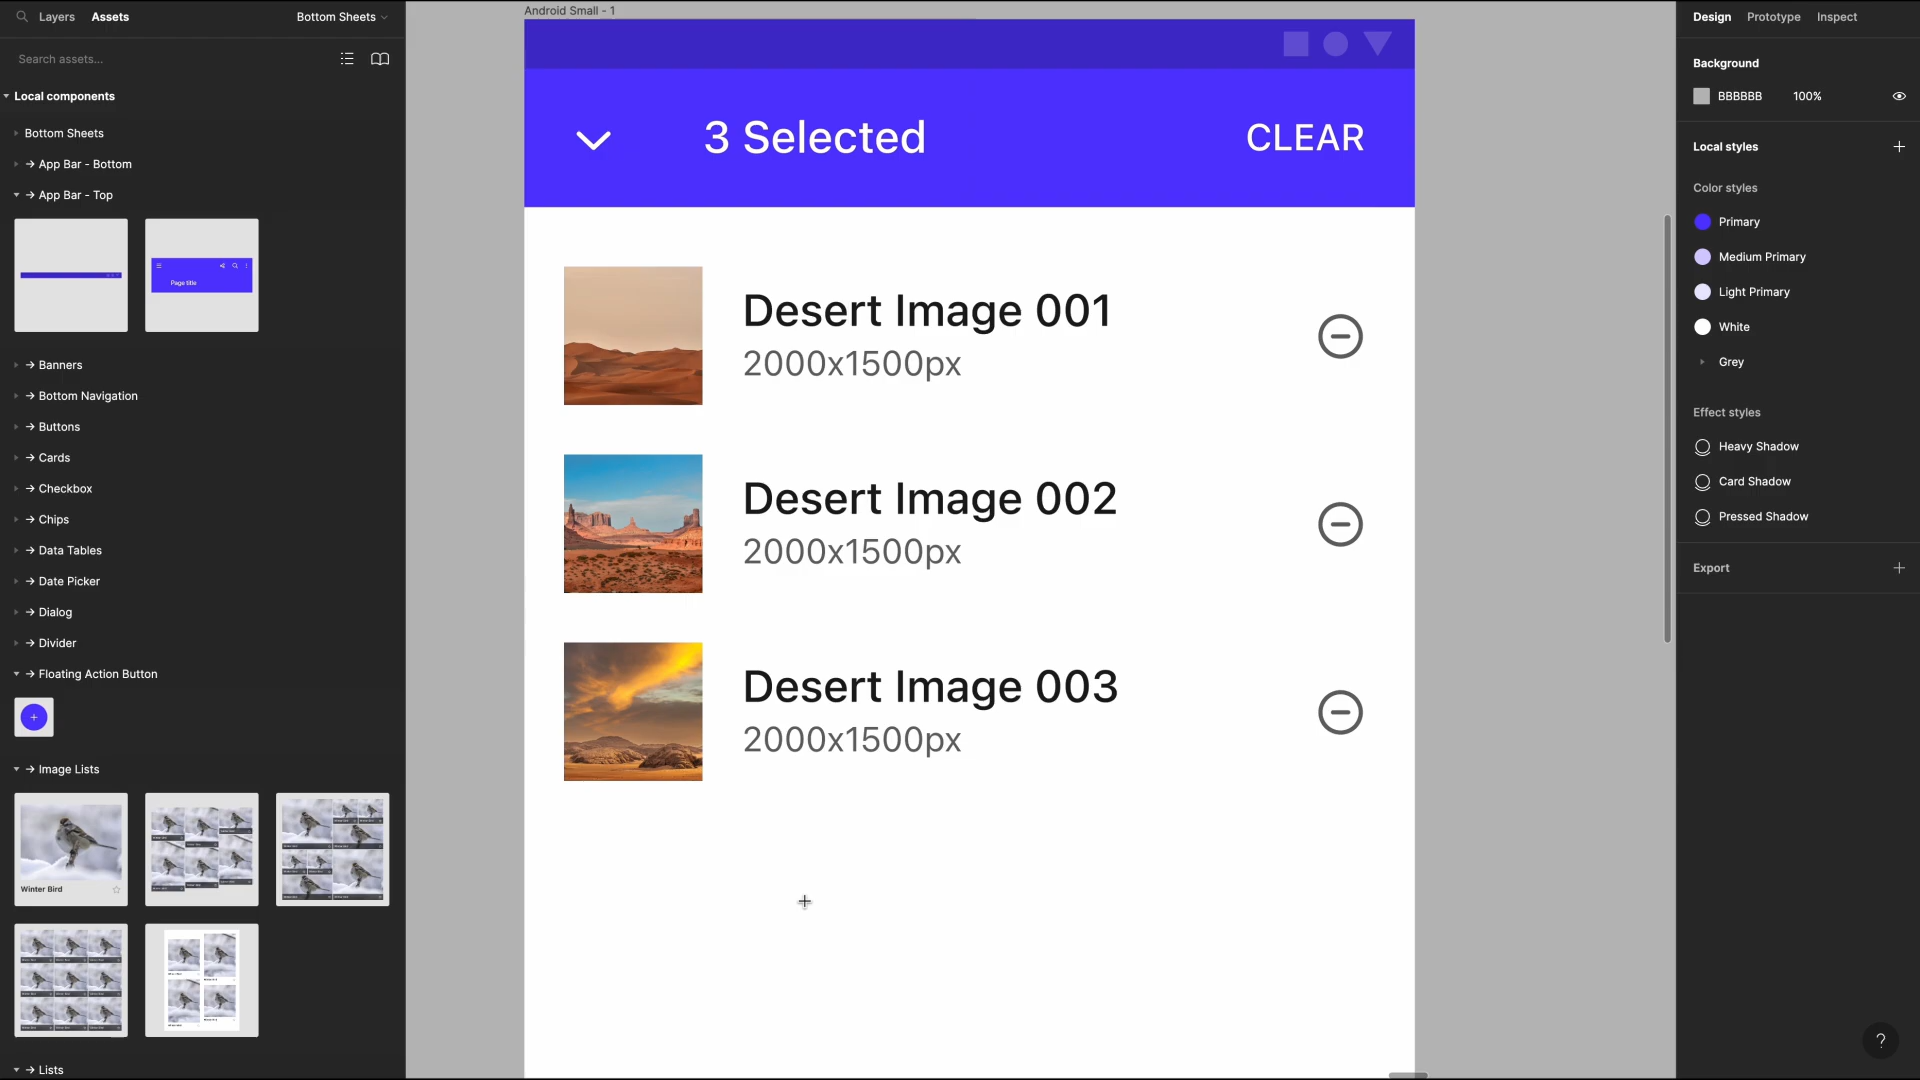 Layers
Assets
Bottom Sheets
Search assets...
Local components
Bottom Sheets
→ App Bar - Bottom
→ App Bar - Top
Page title
→ Banners
→ Bottom Navigation
→ Buttons
→ Cards
→ Checkbox
→ Chips
→ Data Tables
→ Date Picker
→ Dialog
→ Divider
→ Floating Action Button
→ Image Lists
Winter Bird
→ Lists
Android Small - 1
3 Selected
CLEAR
Desert Image 001
2000x1500px
Desert Image 002
2000x1500px
Desert Image 003
2000x1500px
Design
Prototype
Inspect
Background
BBBBBB
100%
Local styles
Color styles
Primary
Medium Primary
Light Primary
White
Grey
Effect styles
Heavy Shadow
Card Shadow
Pressed Shadow
Export
?